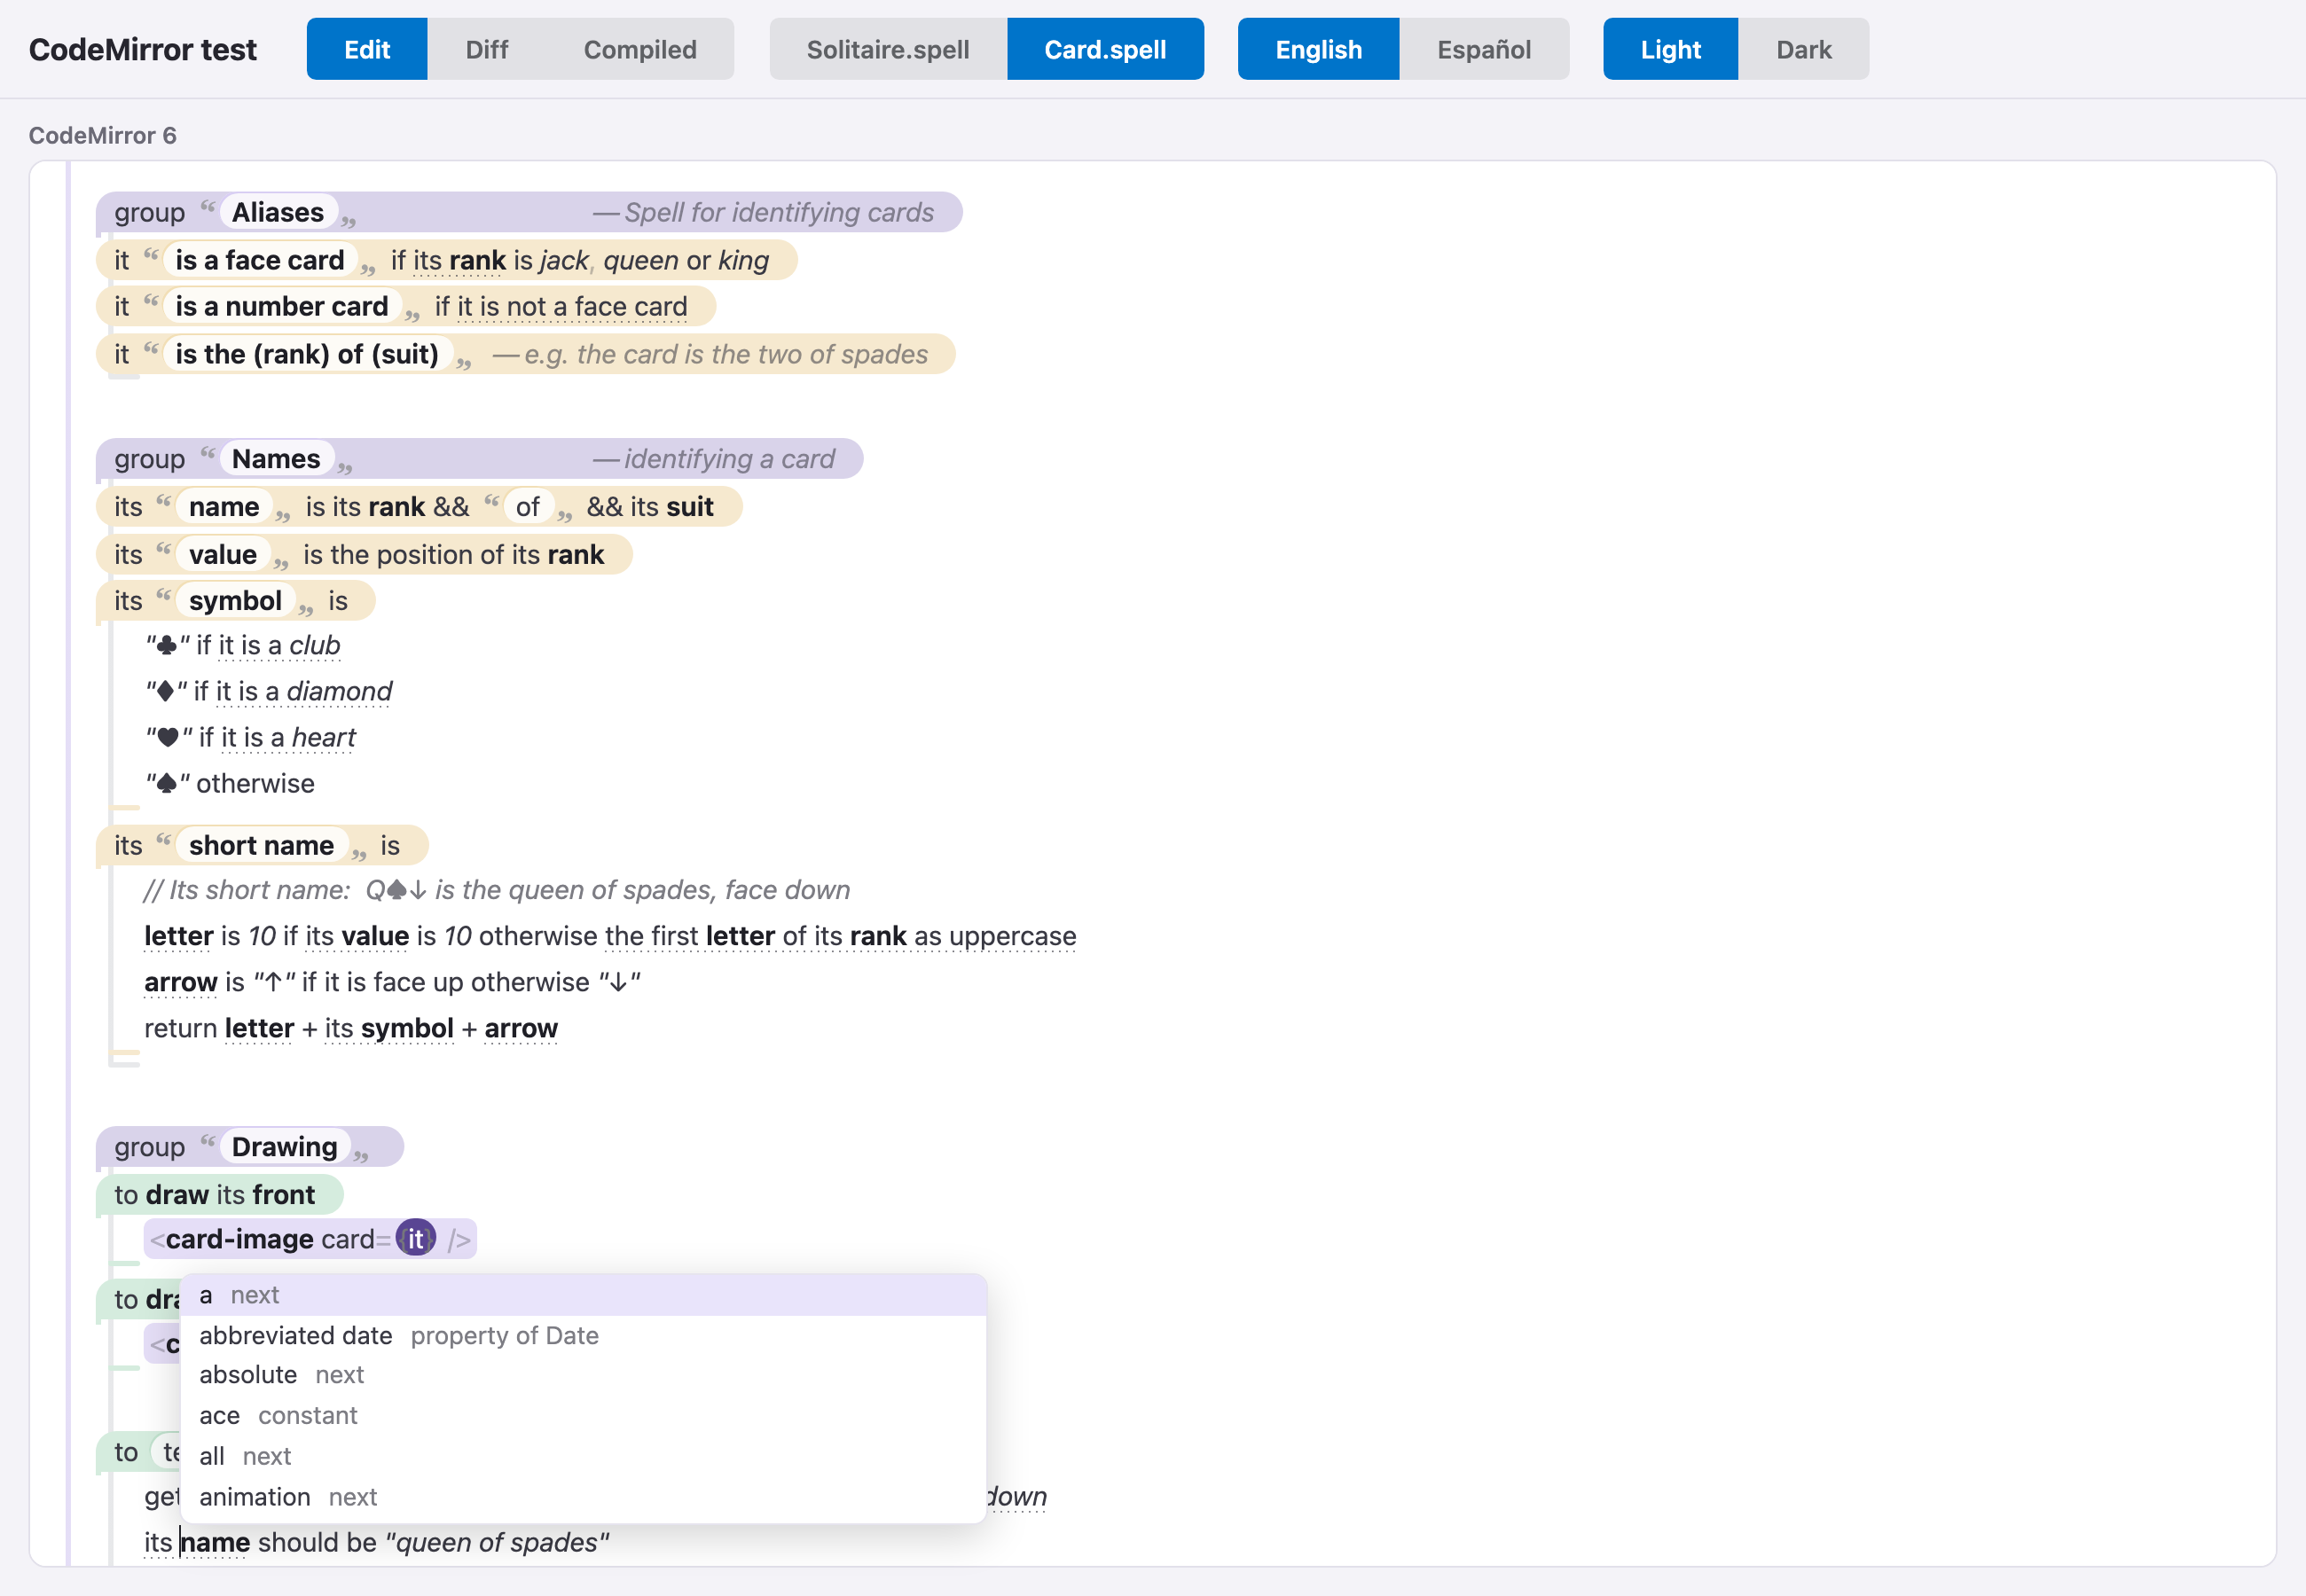 CodeMirror test Edit Diff Compiled Solitaire.spell Card.spell English Español Light Dark
CodeMirror 6
group “ Aliases „ — Spell for identifying cards
it “ is a face card „ if its rank is jack, queen or king
it “ is a number card „ if it is not a face card
it “ is the (rank) of (suit) „ — e.g. the card is the two of spades
group “ Names „ — identifying a card
its “ name „ is its rank && “ of „ && its suit
its “ value „ is the position of its rank
its “ symbol „ is
"♣" if it is a club
"♦" if it is a diamond
"♥" if it is a heart
"♠" otherwise
its “ short name „ is
// Its short name: Q♠↓ is the queen of spades, face down
letter is 10 if its value is 10 otherwise the first letter of its rank as uppercase
arrow is "↑" if it is face up otherwise "↓"
return letter + its symbol + arrow
group “ Drawing „
to draw its front
<card-image card={it} />
to
a next
abbreviated date property of Date
absolute next
ace constant
all next
to
animation next
get down
its name should be "queen of spades"